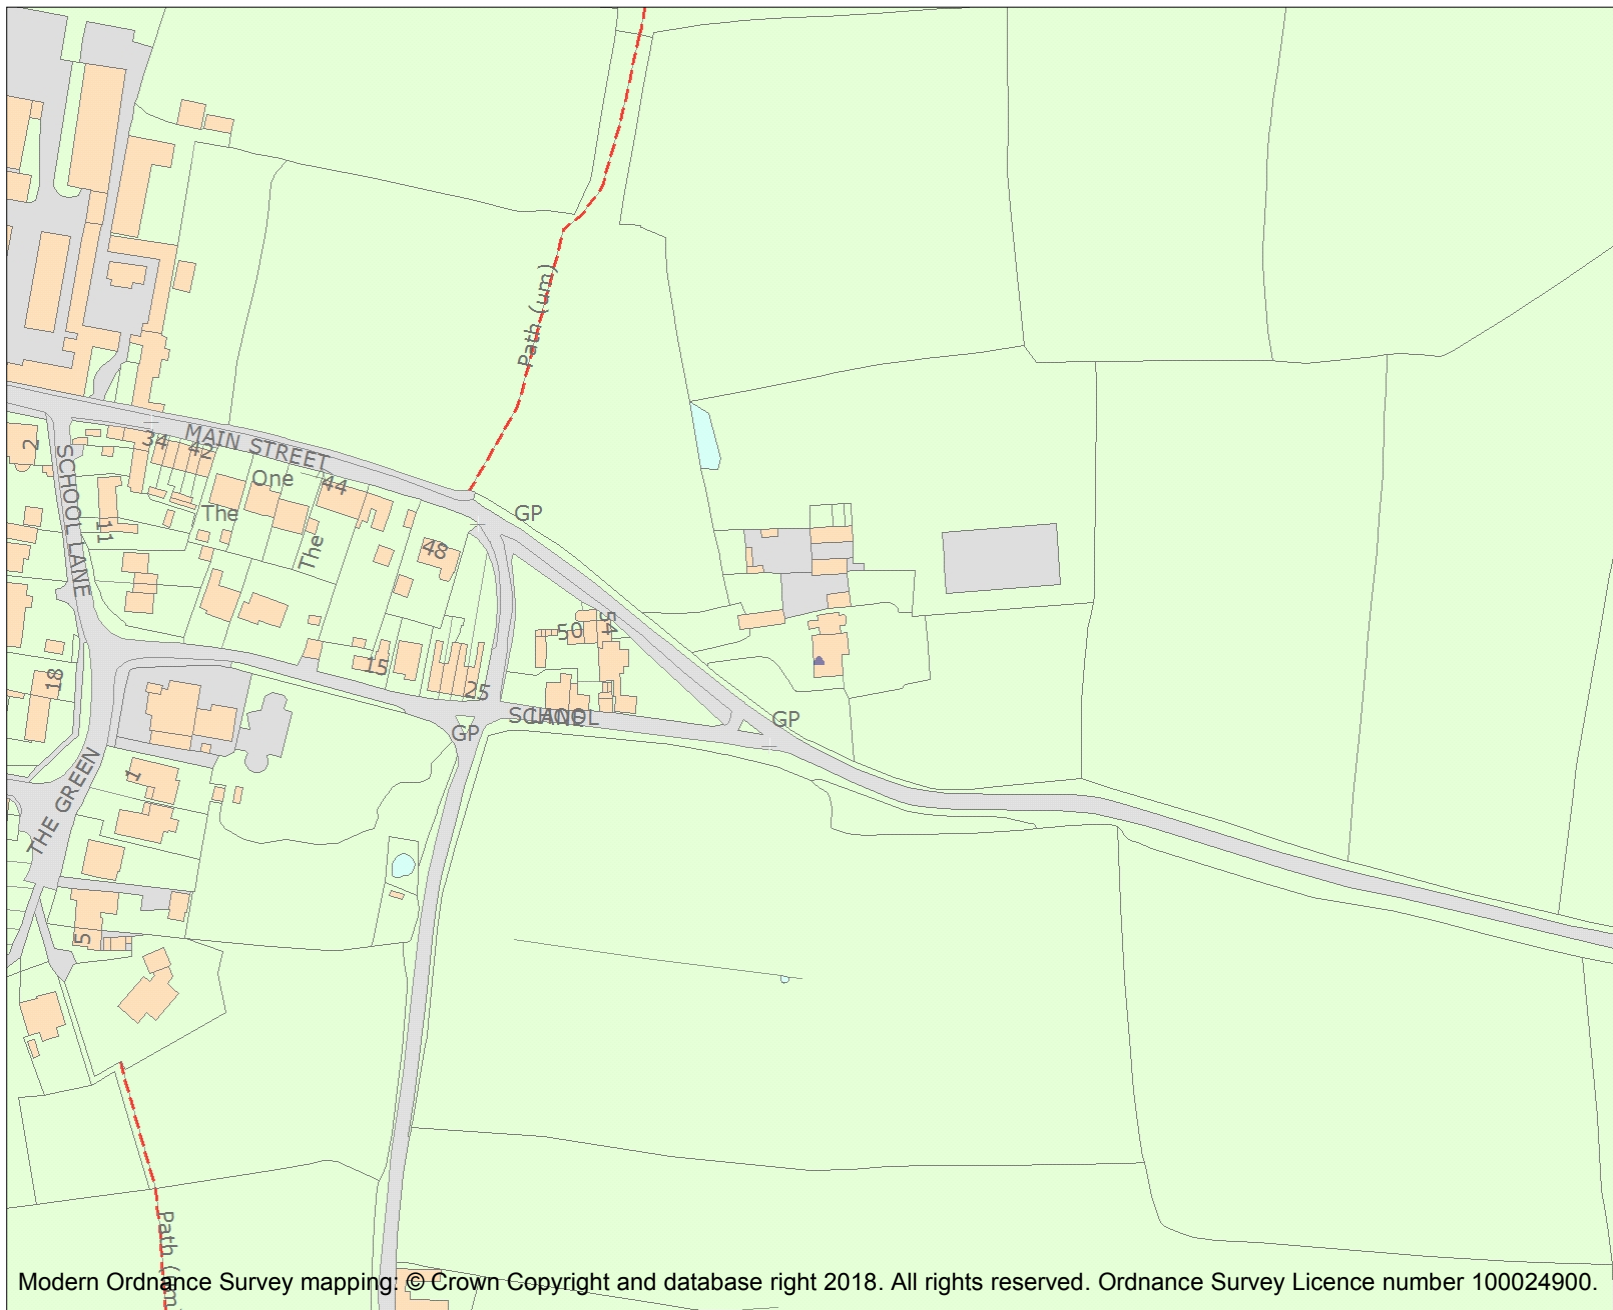 Path (um)
MAIN STREET
34
42
2
One
44
The
SCHOOL LANE
GP
11
The
48
50
54
15
18
25
SCHOOL
LANE
GP
GP
THE GREEN
1
5
Path (um)
Modern Ordnance Survey mapping: © Crown Copyright and database right 2018. All rights reserved. Ordnance Survey Licence number 100024900.